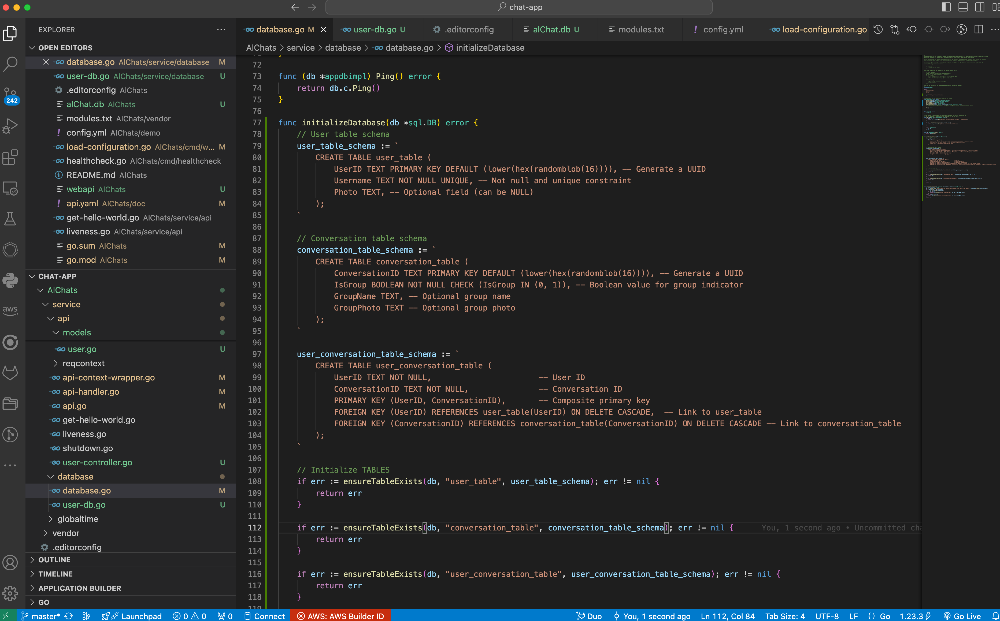 chat-app
EXPLORER
OPEN EDITORS
database.go AlChats/service/database M
user-db.go AlChats/service/database U
.editorconfig AlChats
alChat.db AlChats U
modules.txt AlChats/vendor
config.yml AlChats/demo
load-configuration.go AlChats/cmd/w... M
healthcheck.go AlChats/cmd/healthcheck
README.md AlChats
webapi AlChats U
api.yaml AlChats/doc M
get-hello-world.go AlChats/service/api
liveness.go AlChats/service/api
go.sum AlChats M
go.mod AlChats M
CHAT-APP
AlChats
service
api
models
user.go U
reqcontext
api-context-wrapper.go M
api-handler.go M
api.go M
get-hello-world.go
liveness.go
shutdown.go
user-controller.go U
database
database.go M
user-db.go U
globaltime
vendor
.editorconfig
OUTLINE
TIMELINE
APPLICATION BUILDER
GO
242
aws
database.go M
user-db.go U
.editorconfig
alChat.db U
modules.txt
config.yml
load-configuration.go
AlChats > service > database > database.go > initializeDatabase
71 }
72
73 func (db *appdbimpl) Ping() error {
74 return db.c.Ping()
75 }
76
77 func initializeDatabase(db *sql.DB) error {
78 // User table schema
79 user_table_schema := `
80 CREATE TABLE user_table (
81 UserID TEXT PRIMARY KEY DEFAULT (lower(hex(randomblob(16)))), -- Generate a UUID
82 Username TEXT NOT NULL UNIQUE, -- Not null and unique constraint
83 Photo TEXT, -- Optional field (can be NULL)
84 );
85 `
86
87 // Conversation table schema
88 conversation_table_schema := `
89 CREATE TABLE conversation_table (
90 ConversationID TEXT PRIMARY KEY DEFAULT (lower(hex(randomblob(16)))), -- Generate a UUID
91 IsGroup BOOLEAN NOT NULL CHECK (IsGroup IN (0, 1)), -- Boolean value for group indicator
92 GroupName TEXT, -- Optional group name
93 GroupPhoto TEXT -- Optional group photo
94 );
95 `
96
97 user_conversation_table_schema := `
98 CREATE TABLE user_conversation_table (
99 UserID TEXT NOT NULL, -- User ID
100 ConversationID TEXT NOT NULL, -- Conversation ID
101 PRIMARY KEY (UserID, ConversationID), -- Composite primary key
102 FOREIGN KEY (UserID) REFERENCES user_table(UserID) ON DELETE CASCADE, -- Link to user_table
103 FOREIGN KEY (ConversationID) REFERENCES conversation_table(ConversationID) ON DELETE CASCADE -- Link to conversation_table
104 );
105 `
106
107 // Initialize TABLES
108 if err := ensureTableExists(db, "user_table", user_table_schema); err != nil {
109 return err
110 }
111
112 if err := ensureTableExists(db, "conversation_table", conversation_table_schema); err != nil { You, 1 second ago • Uncommitted
113 return err
114 }
115
116 if err := ensureTableExists(db, "user_conversation_table", user_conversation_table_schema); err != nil {
117 return err
118 }
119
master* Launchpad 0 0 0 Connect AWS: AWS Builder ID Duo You, 1 second ago Ln 112, Col 84 Tab Size: 4 UTF-8 LF {} Go 1.23.3 Go Live